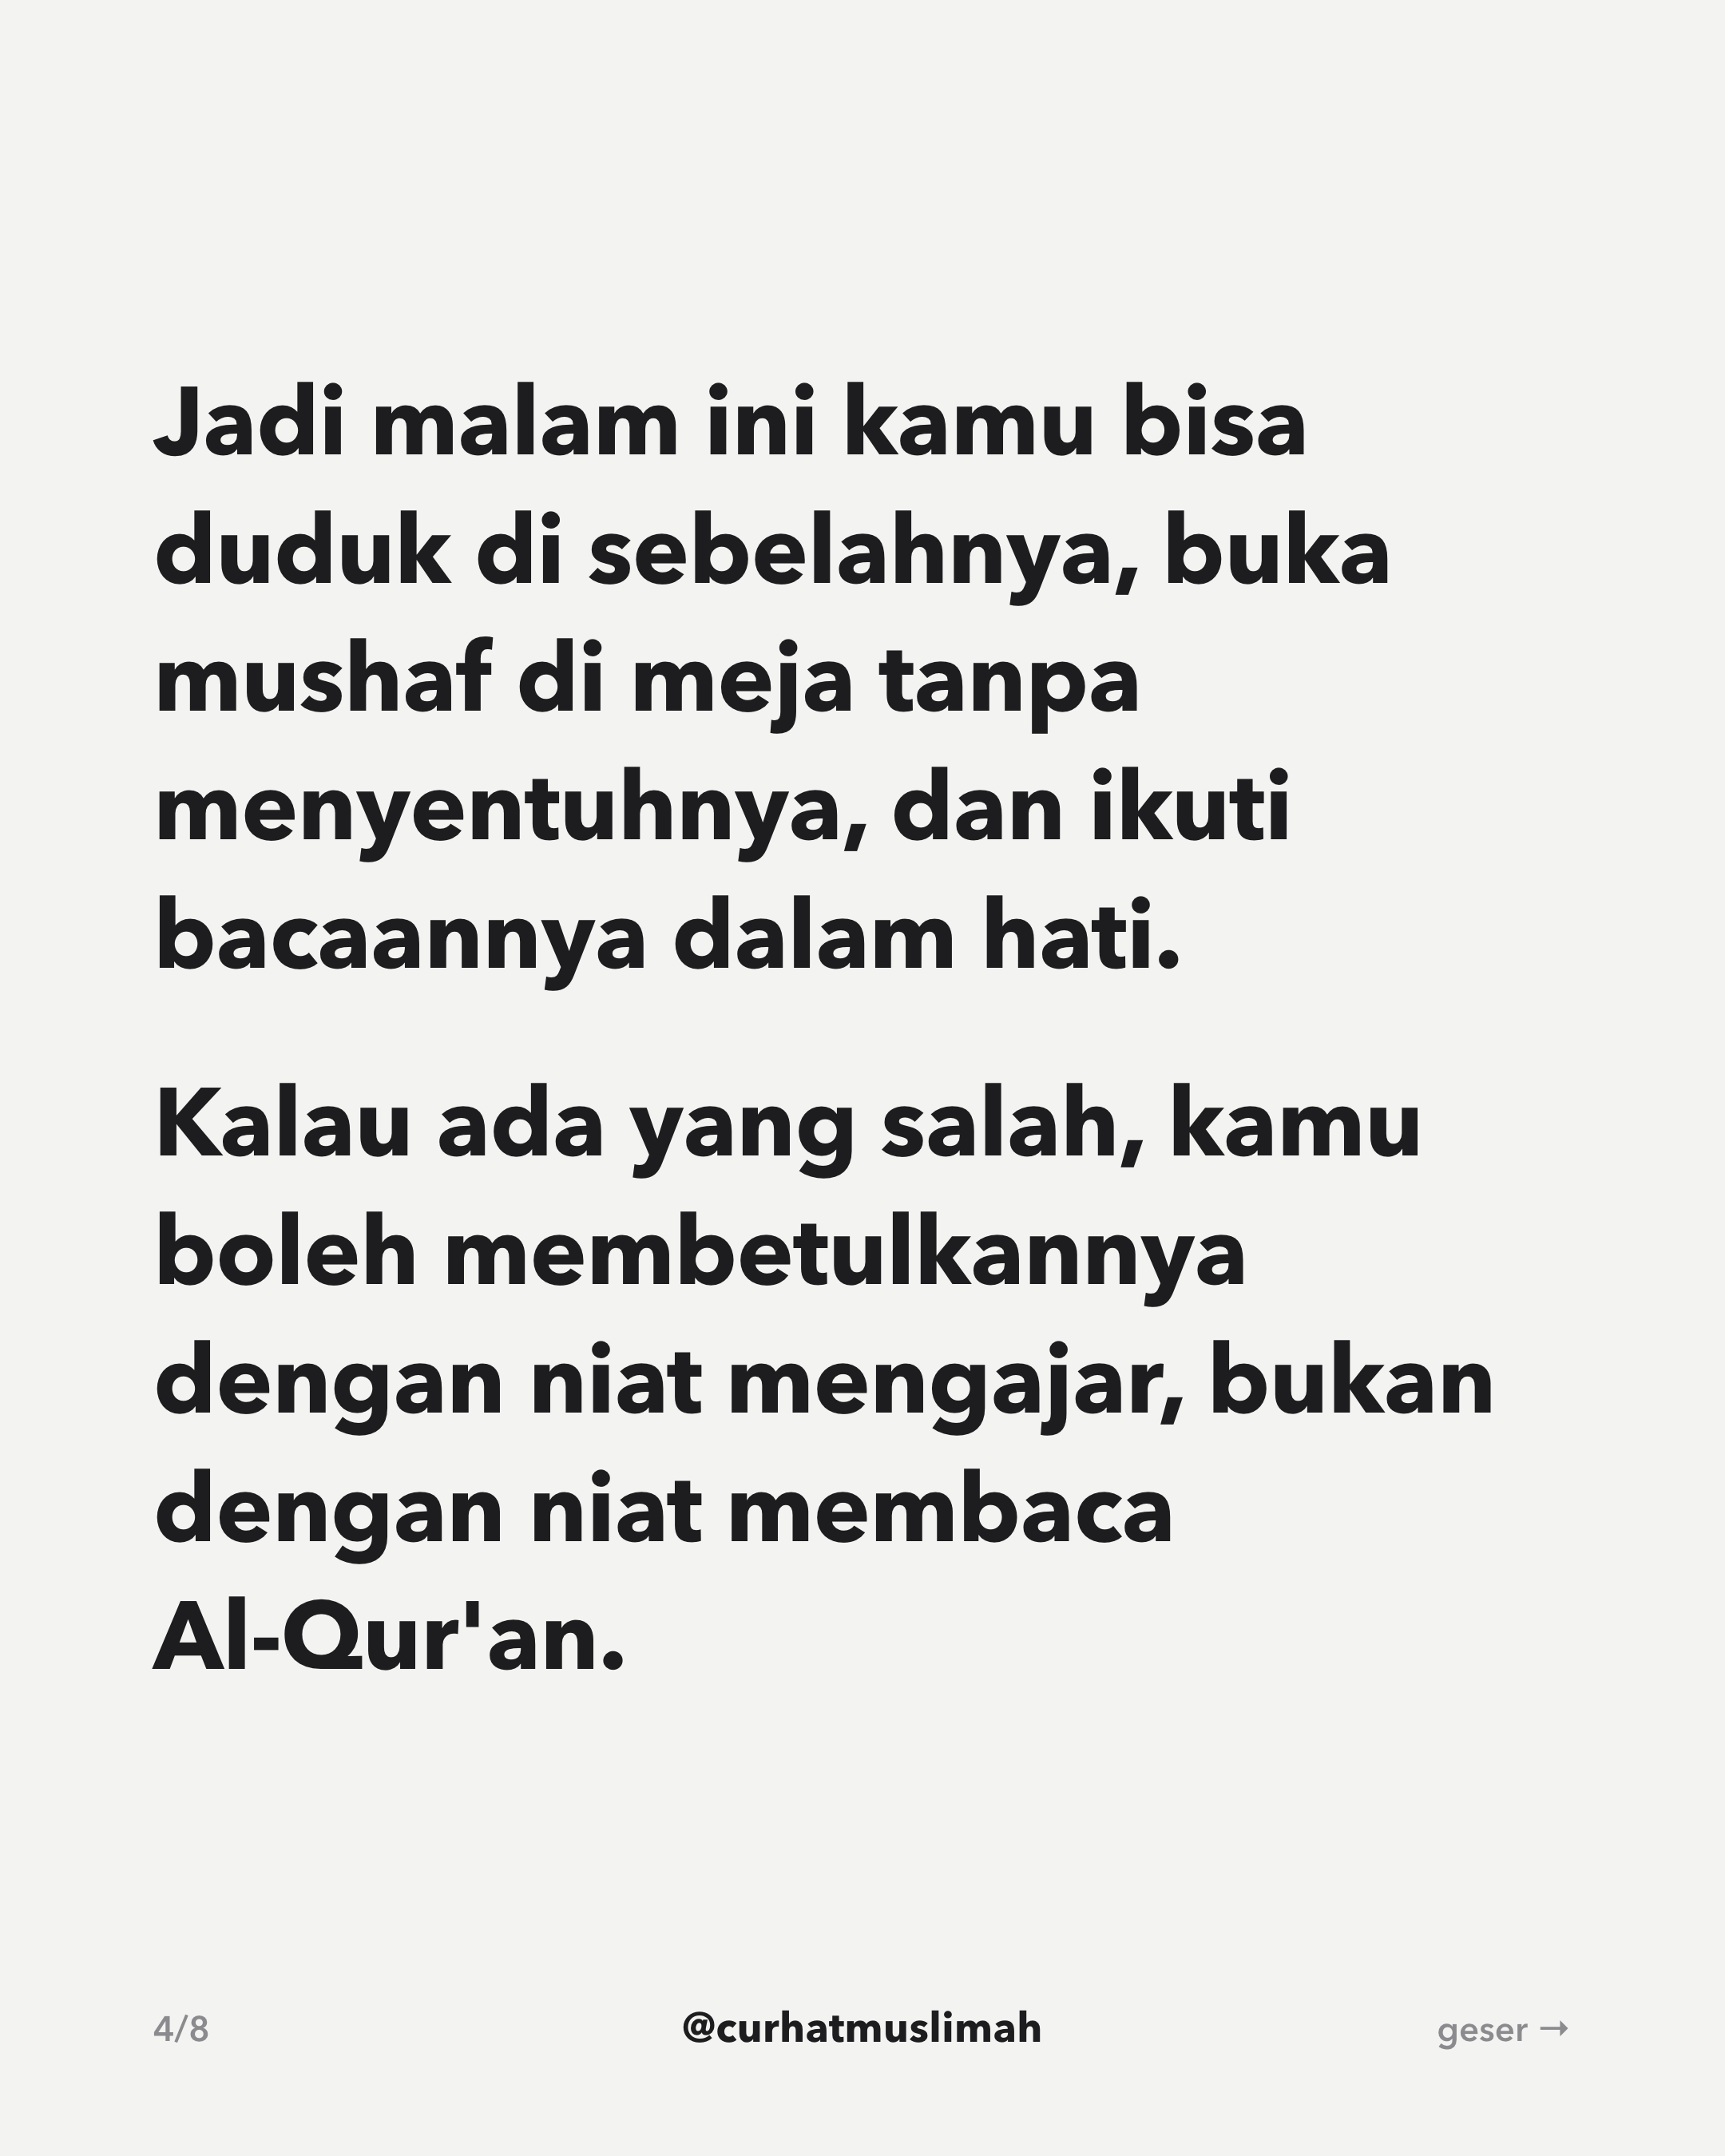 Jadi malam ini kamu bisa
duduk di sebelahnya, buka
mushaf di meja tanpa
menyentuhnya, dan ikuti
bacaannya dalam hati.
Kalau ada yang salah, kamu
boleh membetulkannya
dengan niat mengajar, bukan
dengan niat membaca
Al-Qur'an.
4/8
@curhatmuslimah
geser →